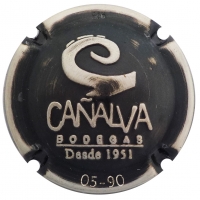 CAÑALVA
BODEGAS
Desde 1951
05-90